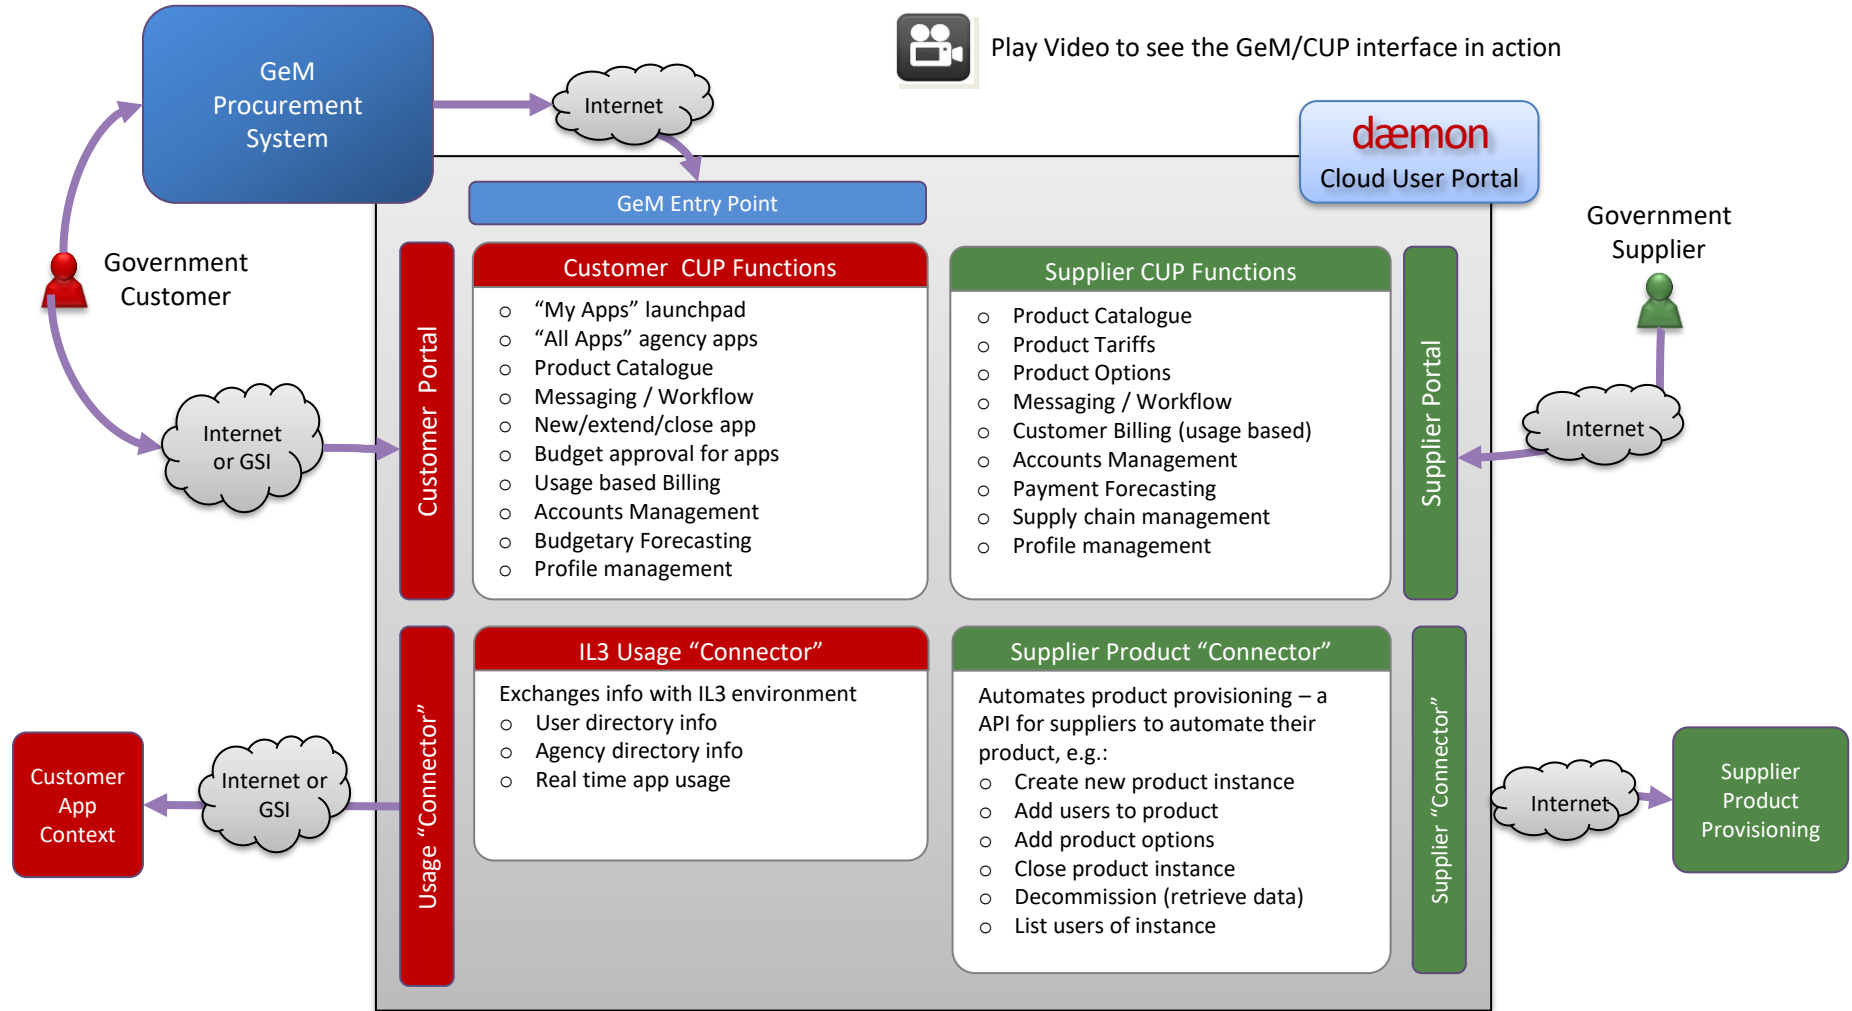 GeM
Procurement
System
Internet
Play Video to see the GeM/CUP interface in action
dæmon
Cloud User Portal
GeM Entry Point
Government
Customer
Government
Supplier
Internet
or GSI
Customer Portal
Customer CUP Functions
o “My Apps” launchpad
o “All Apps” agency apps
o Product Catalogue
o Messaging / Workflow
o New/extend/close app
o Budget approval for apps
o Usage based Billing
o Accounts Management
o Budgetary Forecasting
o Profile management
Supplier CUP Functions
o Product Catalogue
o Product Tariffs
o Product Options
o Messaging / Workflow
o Customer Billing (usage based)
o Accounts Management
o Payment Forecasting
o Supply chain management
o Profile management
Supplier Portal
Internet
Customer
App
Context
Internet or
GSI
Usage “Connector”
IL3 Usage “Connector”
Exchanges info with IL3 environment
o User directory info
o Agency directory info
o Real time app usage
Supplier Product “Connector”
Automates product provisioning – a
API for suppliers to automate their
product, e.g.:
o Create new product instance
o Add users to product
o Add product options
o Close product instance
o Decommission (retrieve data)
o List users of instance
Supplier “Connector”
Internet
Supplier
Product
Provisioning